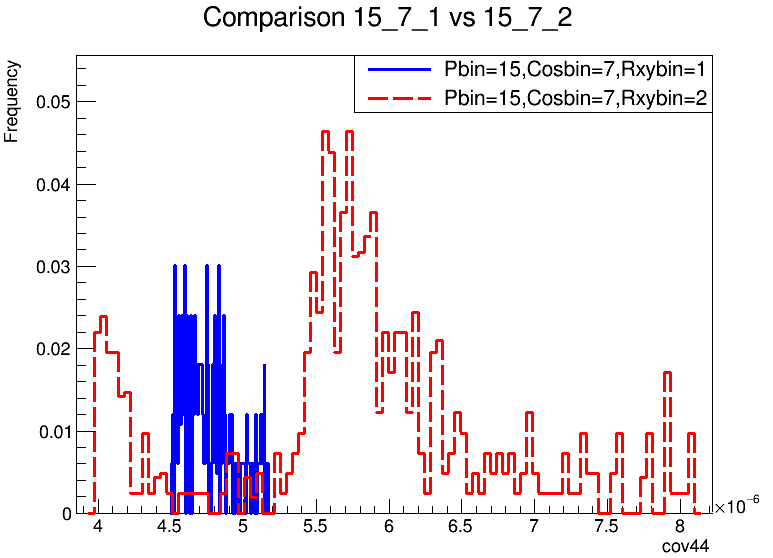 Comparison 15_7_1 vs 15_7_2
Pbin=15,Cosbin=7,Rxybin=1
Pbin=15,Cosbin=7,Rxybin=2
Frequency
0.05
0.04
0.03
0.02
0.01
0
4 4.5 5 5.5 6 6.5 7 7.5 8
×10⁻⁶
cov44